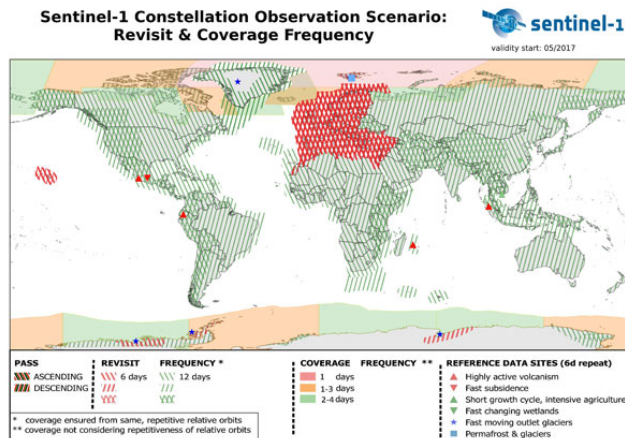 Sentinel-1 Constellation Observation Scenario:
Revisit & Coverage Frequency
sentinel-1
validity start: 05/2017
PASS
ASCENDING
DESCENDING
REVISIT FREQUENCY *
6 days 12 days
COVERAGE FREQUENCY **
1 days
1-3 days
2-4 days
REFERENCE DATA SITES (6d repeat)
Highly active volcanism
Fast subsidence
Short growth cycle, intensive agriculture
Fast changing wetlands
Fast moving outlet glaciers
Permafrost & glaciers
* coverage ensured from same, repetitive relative orbits
** coverage not considering repetitiveness of relative orbits